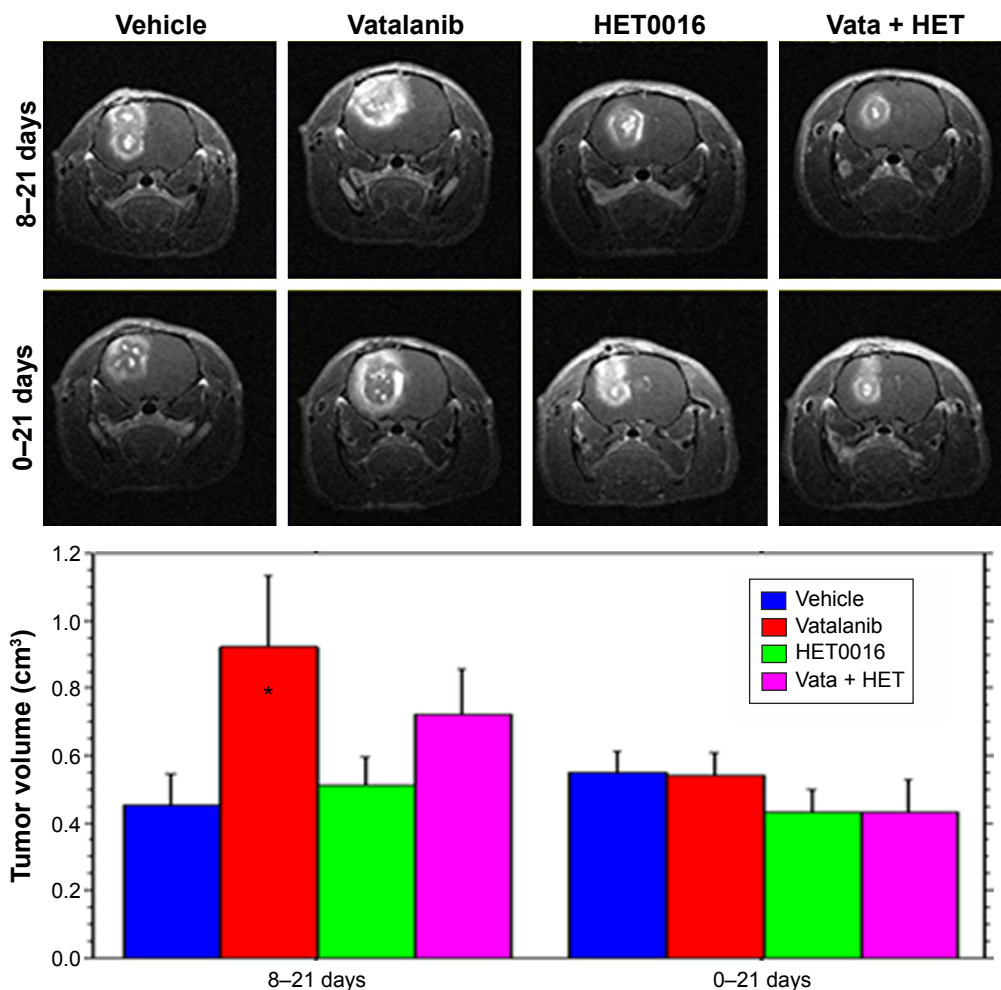 Vehicle
Vatalanib
HET0016
Vata + HET
8–21 days
0–21 days
Tumor volume (cm³)
1.2
1.0
0.8
0.6
0.4
0.2
0.0
*
Vehicle
Vatalanib
HET0016
Vata + HET
8–21 days
0–21 days